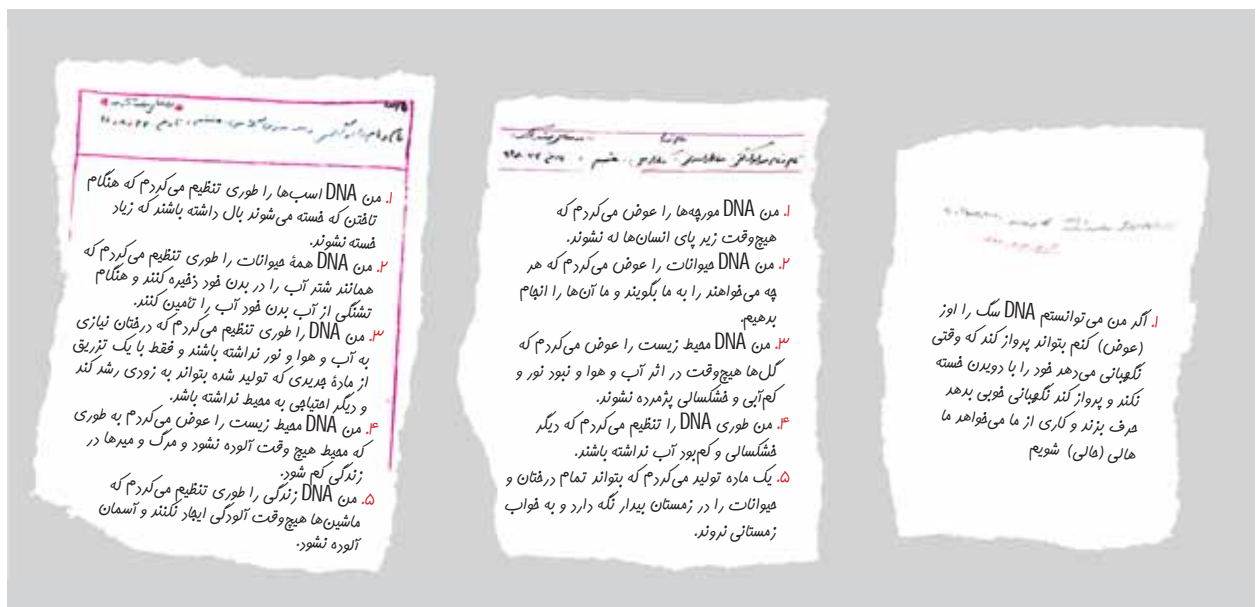 ۱. اگر من می‌توانستم DNA سگ را اوز
(عوض) کنم بتواند پرواز کند که وقتی
نگهبانی می‌دهد خود را با دویدن خسته
نکند و پرواز کند نگهبانی خوبی بدهد
حرف بزند و کاری از ما می‌خواهد ما
هالی (حالی) شویم
۱. من DNA مورچه‌ها را عوض می‌کردم که
هیچ‌وقت زیر پای انسان‌ها له نشوند.
۲. من DNA حیوانات را عوض می‌کردم که هر
چه می‌خواهند را به ما بگویند و ما آن‌ها را انجام
بدهیم.
۳. من DNA محیط زیست را عوض می‌کردم که
گل‌ها هیچ‌وقت در اثر آب و هوا و نبود نور و
کم‌آبی و خشکسالی پژمرده نشوند.
۴. من طوری DNA را تنظیم می‌کردم که دیگر
خشکسالی و کم‌بود آب نداشته باشند.
۵. یک ماده تولید می‌کردم که بتواند تمام درختان و
حیوانات را در زمستان بیدار نگه دارد و به خواب
زمستانی نروند.
۱. من DNA اسب‌ها را طوری تنظیم می‌کردم که هنگام
تاختن که خسته می‌شوند بال داشته باشند که زیاد
خسته نشوند.
۲. من DNA همۀ حیوانات را طوری تنظیم می‌کردم که
همانند شتر آب را در بدن خود ذخیره کنند و هنگام
تشنگی از آب بدن خود آب را تأمین کنند.
۳. من DNA را طوری تنظیم می‌کردم که درختان نیازی
به آب و هوا و نور نداشته باشند و فقط با یک تزریق
از مادۀ جدیدی که تولید شده بتواند به زودی رشد کند
و دیگر احتیاجی به محیط نداشته باشد.
۴. من DNA محیط زیست را عوض می‌کردم به طوری
که محیط هیچ وقت آلوده نشود و مرگ و میرها در
زندگی کم شود.
۵. من DNA زندگی را طوری تنظیم می‌کردم که
ماشین‌ها هیچ‌وقت آلودگی ایجاد نکنند و آسمان
آلوده نشود.